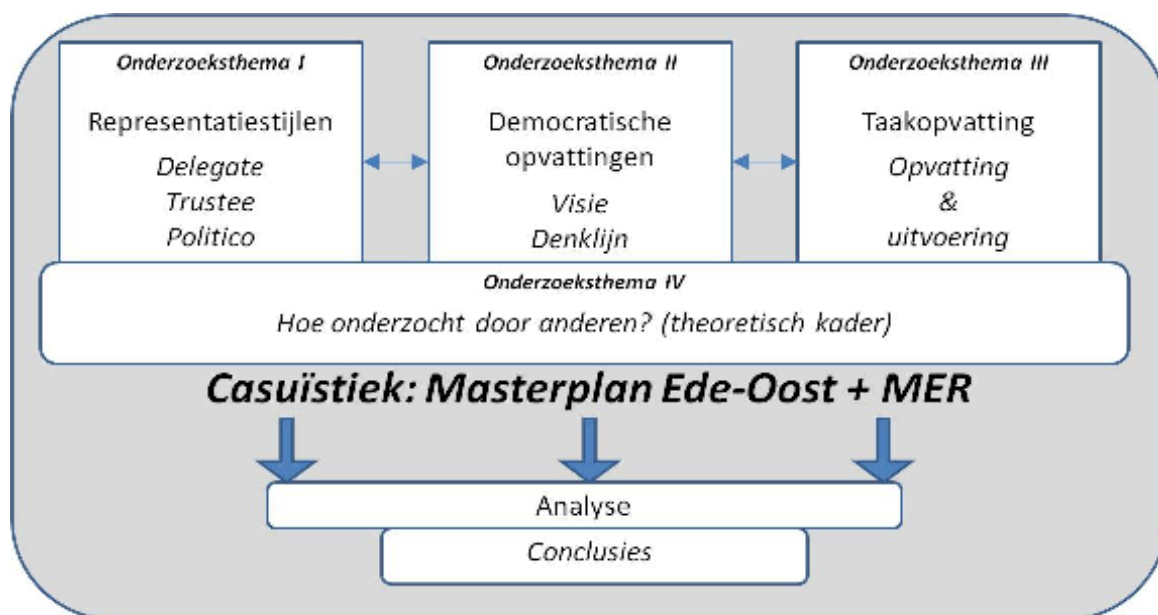 Onderzoeksthema I
Representatiestijlen
Delegate
Trustee
Politico
Onderzoeksthema II
Democratische
opvattingen
Visie
Denklijn
Onderzoeksthema III
Taakopvatting
Opvatting
&
uitvoering
Onderzoeksthema IV
Hoe onderzocht door anderen? (theoretisch kader)
Casuïstiek: Masterplan Ede-Oost + MER
Analyse
Conclusies